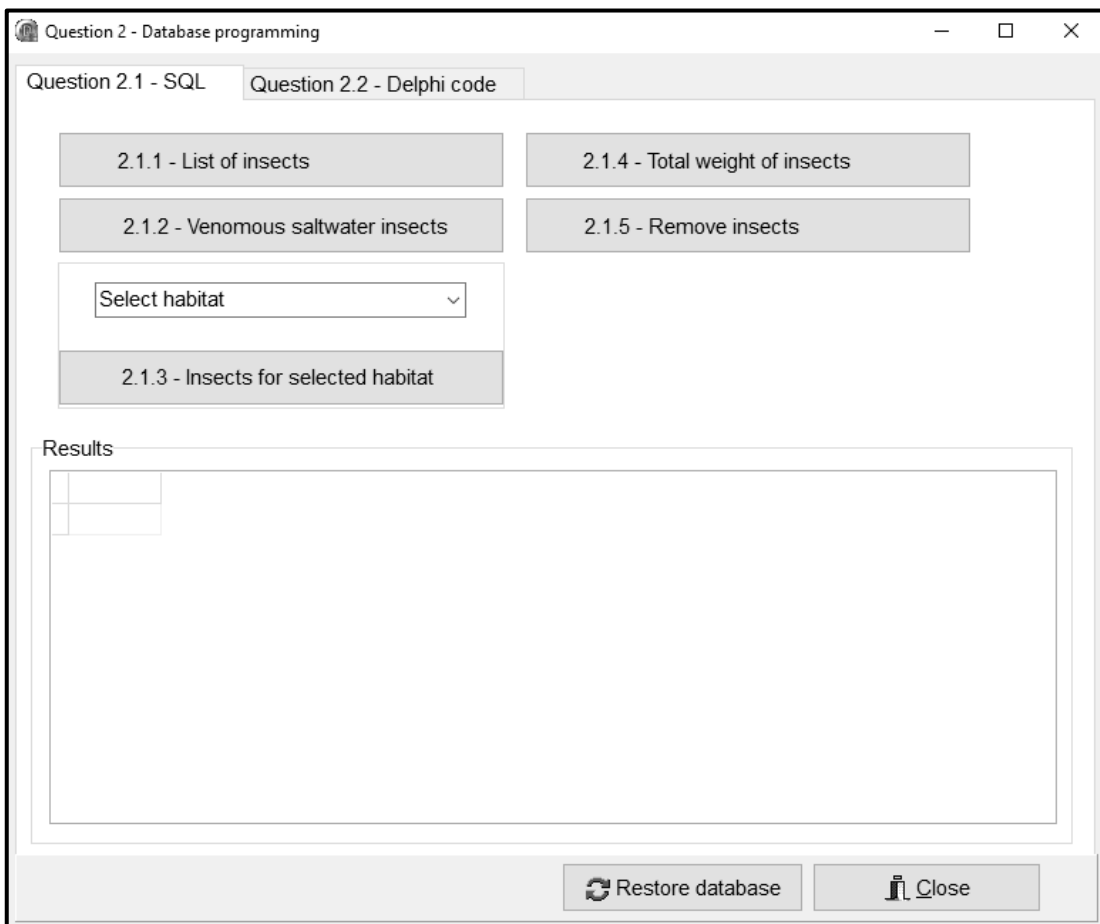 Question 2 - Database programming
Question 2.1 - SQL
Question 2.2 - Delphi code
2.1.1 - List of insects
2.1.4 - Total weight of insects
2.1.2 - Venomous saltwater insects
2.1.5 - Remove insects
Select habitat
2.1.3 - Insects for selected habitat
Results
Restore database
Close